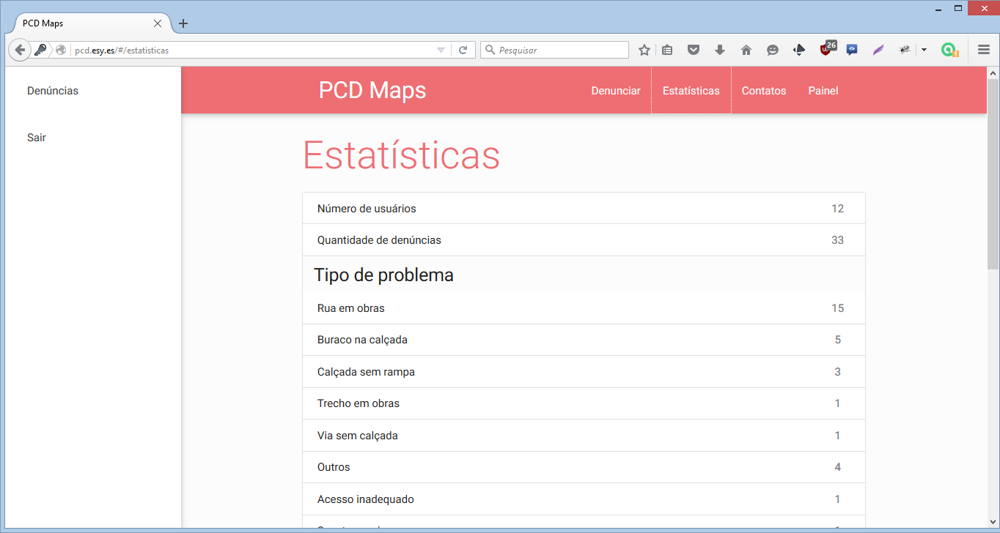 PCD Maps
pcd.esy.es/#/estatisticas
Pesquisar
26
1
Denúncias
Sair
PCD Maps
Denunciar
Estatísticas
Contatos
Painel
Estatísticas
Número de usuários 12
Quantidade de denúncias 33
Tipo de problema
Rua em obras 15
Buraco na calçada 5
Calçada sem rampa 3
Trecho em obras 1
Via sem calçada 1
Outros 4
Acesso inadequado 1